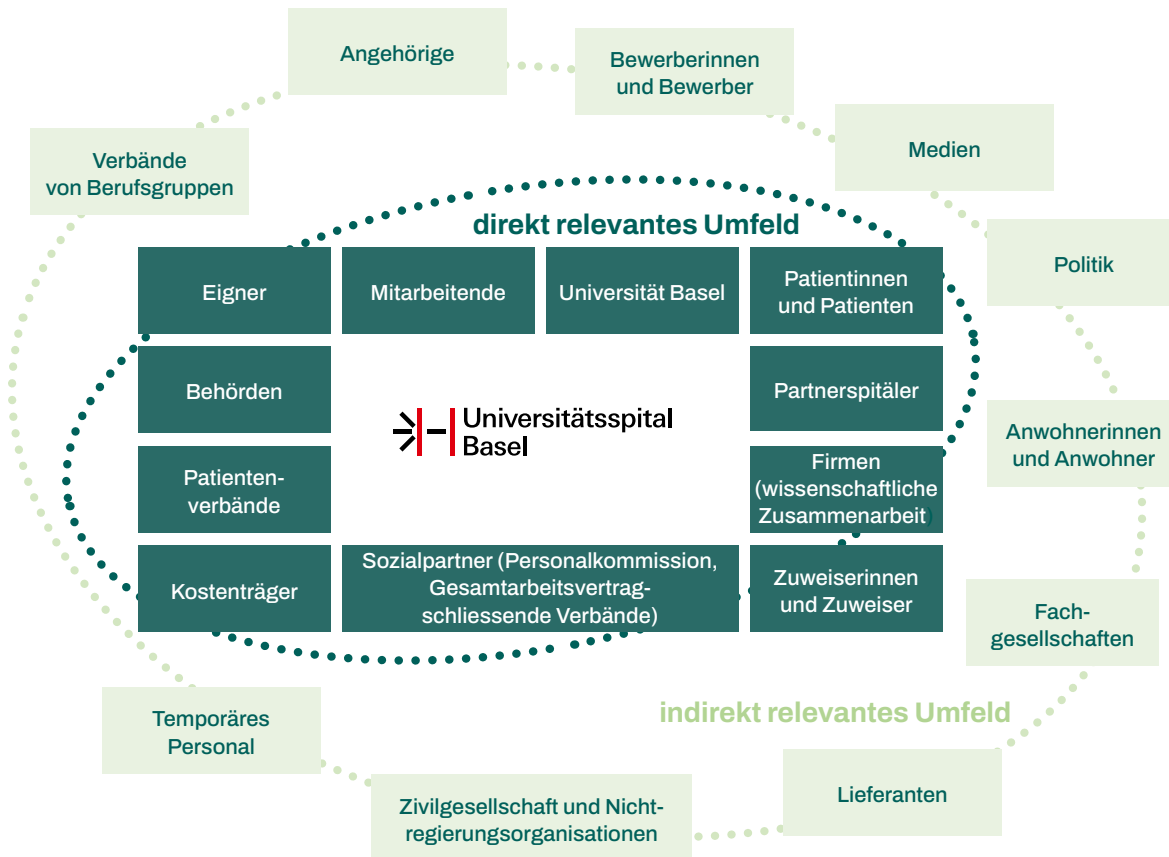 Angehörige
Bewerberinnen
und Bewerber
Medien
Verbände
von Berufsgruppen
direkt relevantes Umfeld
Politik
Eigner
Mitarbeitende
Universität Basel
Patientinnen
und Patienten
Behörden
Partnerspitäler
Universitätsspital
Basel
Anwohnerinnen
und Anwohner
Patienten-
verbände
Firmen
(wissenschaftliche
Zusammenarbeit)
Kostenträger
Sozialpartner (Personalkommission,
Gesamtarbeitsvertrag-
schliessende Verbände)
Zuweiserinnen
und Zuweiser
Fach-
gesellschaften
indirekt relevantes Umfeld
Temporäres
Personal
Zivilgesellschaft und Nicht-
regierungsorganisationen
Lieferanten